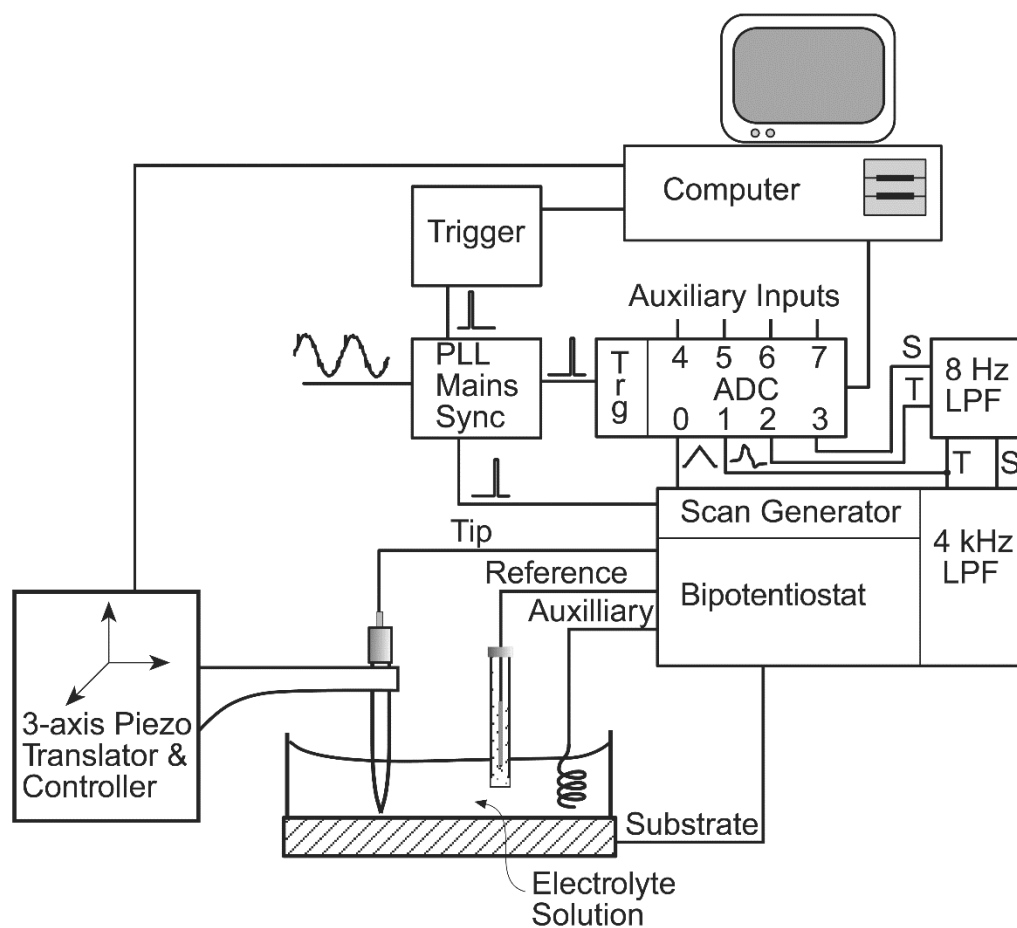 Computer
Trigger
Auxiliary Inputs
PLL
Mains
Sync
Trg
4 5 6 7
ADC
0 1 2 3
S
T
8 Hz
LPF
T
S
Scan Generator
4 kHz
LPF
Bipotentiostat
Tip
Reference
Auxilliary
3-axis Piezo
Translator &
Controller
Substrate
Electrolyte
Solution